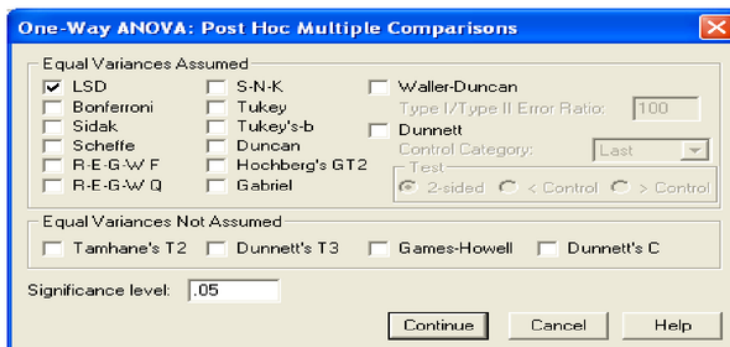 One-Way ANOVA: Post Hoc Multiple Comparisons
Equal Variances Assumed
LSD S-N-K Waller-Duncan
Bonferroni Tukey Type I/Type II Error Ratio: 100
Sidak Tukey's-b Dunnett
Scheffe Duncan Control Category: Last
R-E-G-W F Hochberg's GT2 Test
R-E-G-W Q Gabriel 2-sided < Control > Control
Equal Variances Not Assumed
Tamhane's T2 Dunnett's T3 Games-Howell Dunnett's C
Significance level: .05
Continue Cancel Help